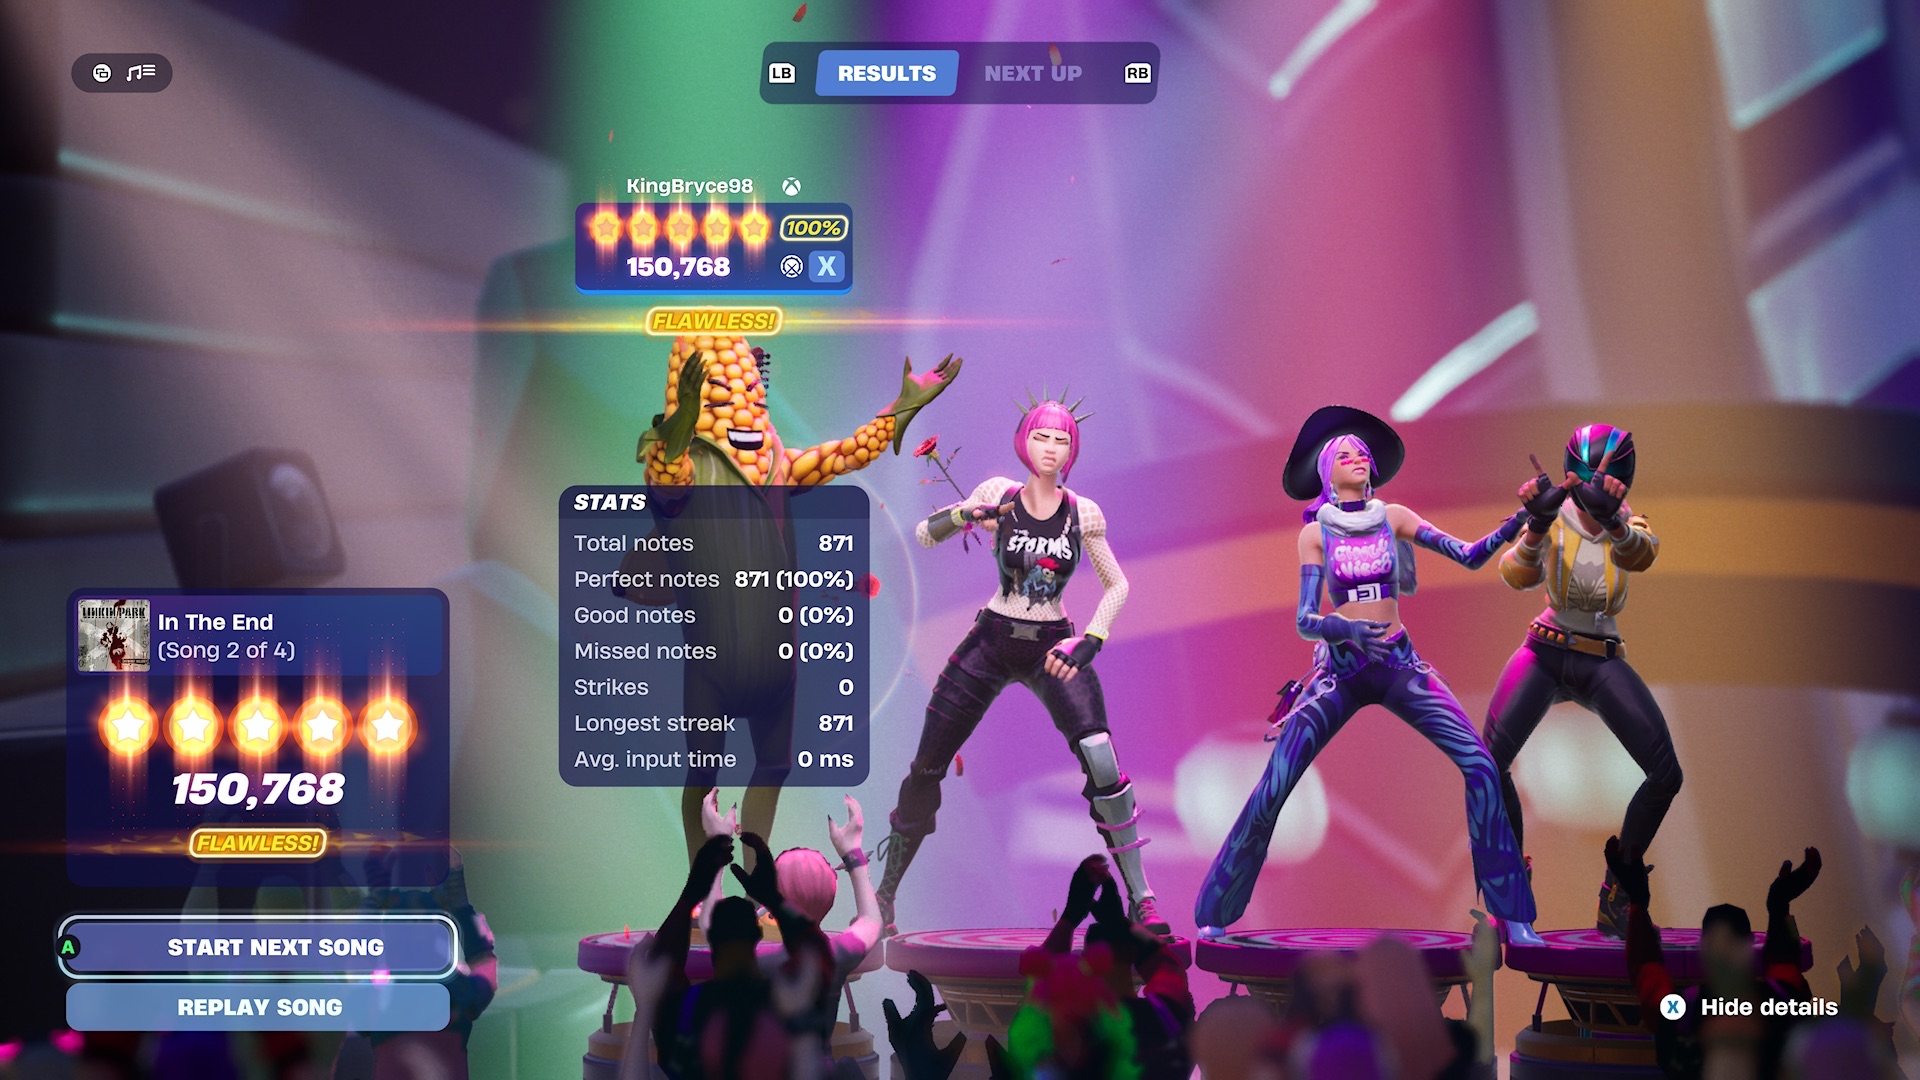 LB RESULTS NEXT UP RB
KingBryce98
100%
150,768
X
FLAWLESS!
STATS
Total notes 871
Perfect notes 871 (100%)
Good notes 0 (0%)
Missed notes 0 (0%)
Strikes 0
Longest streak 871
Avg. input time 0 ms
STORMS
LINKIN PARK
In The End
(Song 2 of 4)
150,768
FLAWLESS!
A START NEXT SONG
REPLAY SONG
X Hide details